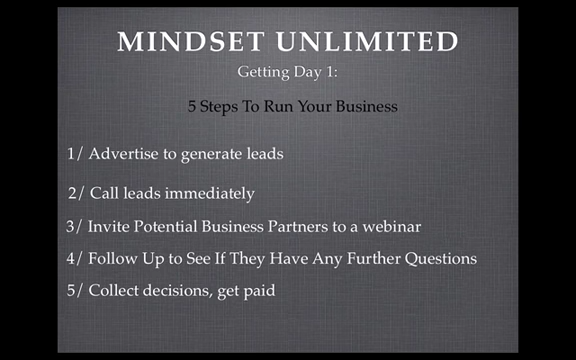 MINDSET UNLIMITED
Getting Day 1:
5 Steps To Run Your Business
1/ Advertise to generate leads
2/ Call leads immediately
3/ Invite Potential Business Partners to a webinar
4/ Follow Up to See If They Have Any Further Questions
5/ Collect decisions, get paid